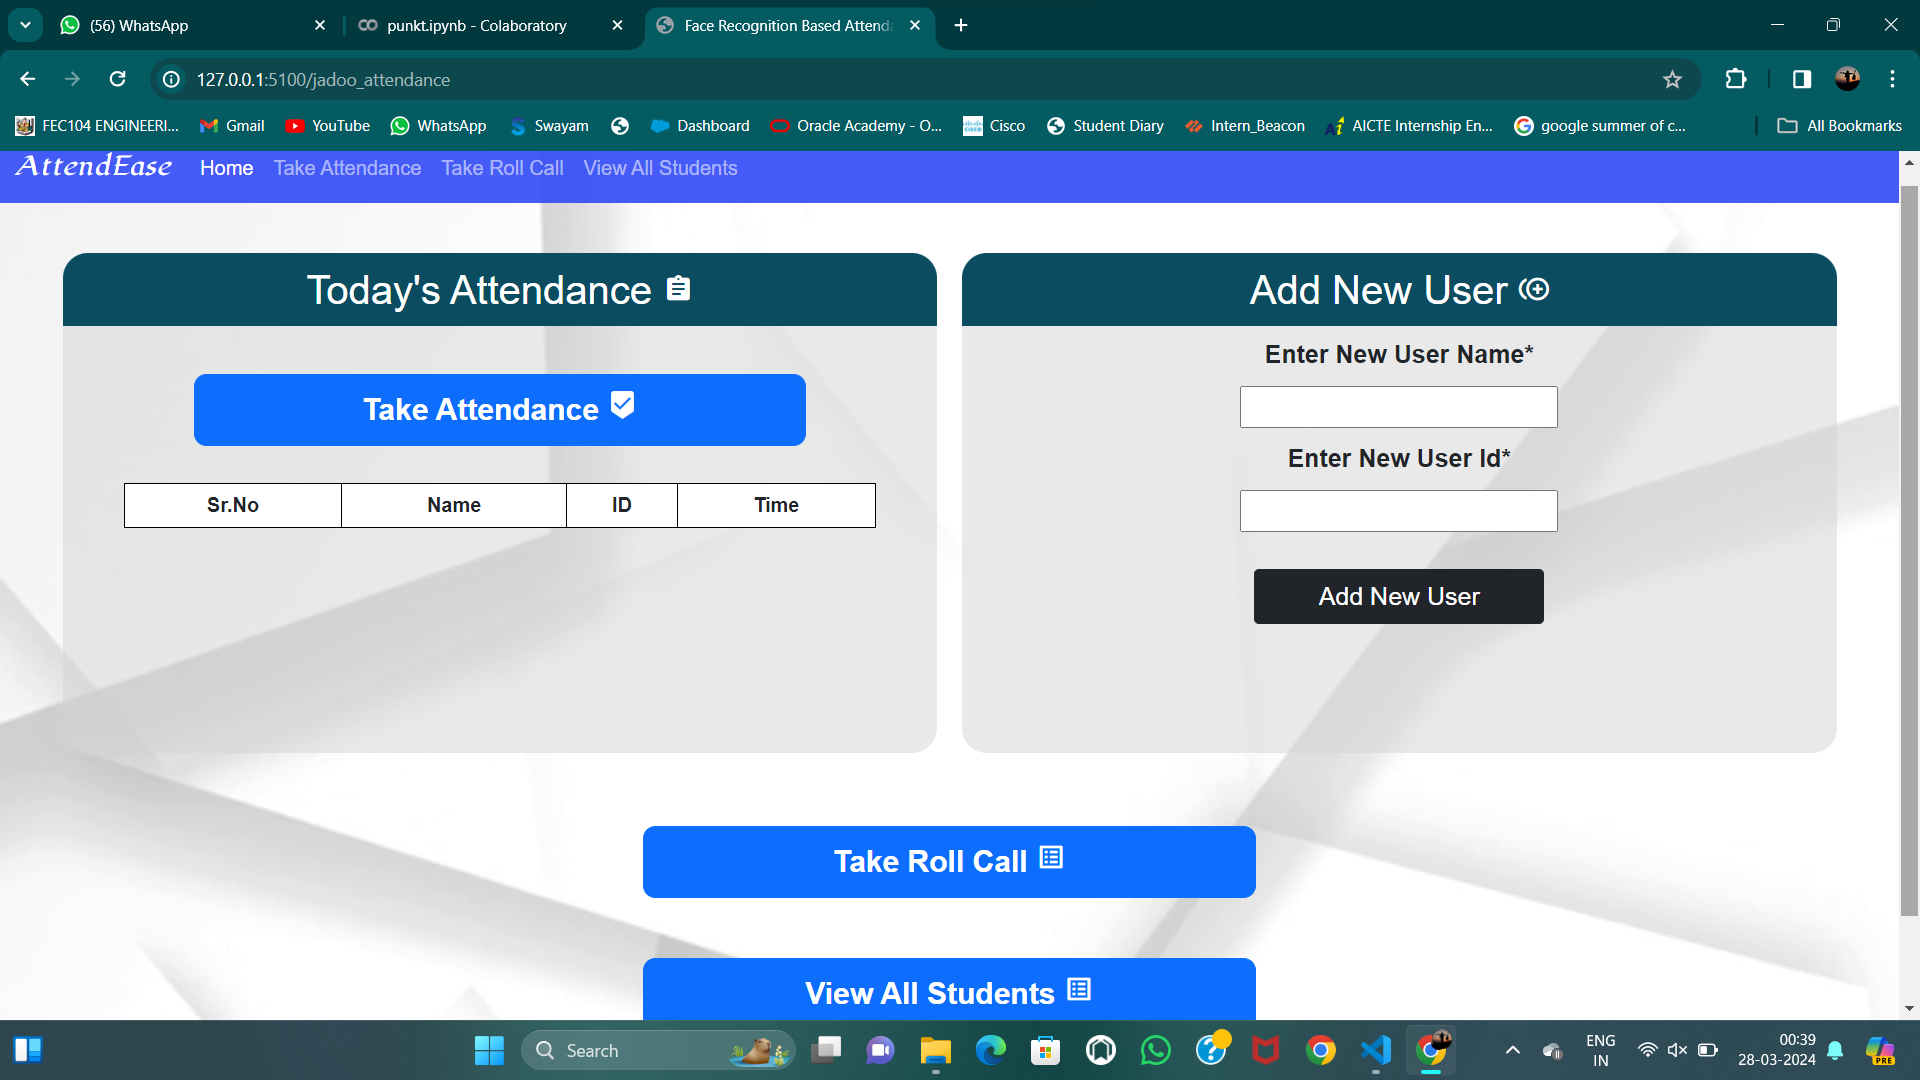 (56) WhatsApp
punkt.ipynb - Colaboratory
Face Recognition Based Attend
127.0.0.1:5100/jadoo_attendance
FEC104 ENGINEERI...
Gmail
YouTube
WhatsApp
Swayam
Dashboard
Oracle Academy - O...
Cisco
Student Diary
Intern_Beacon
AICTE Internship En...
google summer of c...
All Bookmarks
AttendEase Home Take Attendance Take Roll Call View All Students
Today's Attendance
Take Attendance
Sr.No Name ID Time
Add New User
Enter New User Name*
Enter New User Id*
Add New User
Take Roll Call
View All Students
Search
ENG
IN
00:39
28-03-2024
PRE